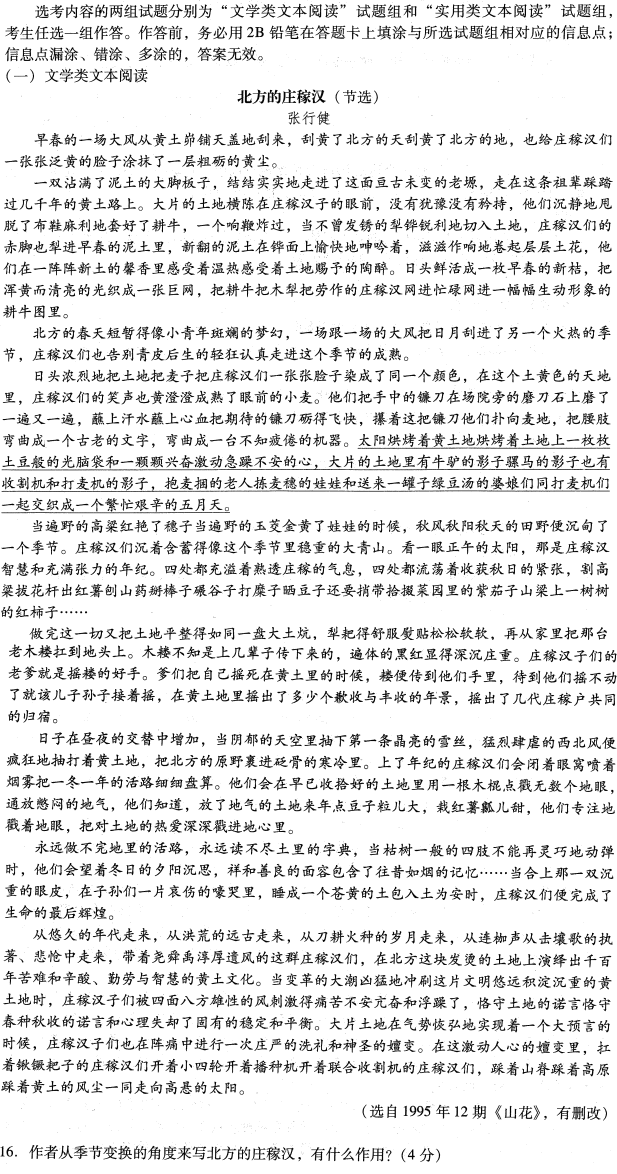 选考内容的两组试题分别为“文学类文本阅读”试题组和“实用类文本阅读”试题组，
考生任选一组作答。作答前，务必用 2B 铅笔在答题卡上填涂与所选试题组相对应的信息点；
信息点漏涂、错涂、多涂的，答案无效。
（一）文学类文本阅读
北方的庄稼汉（节选）
张行健
早春的一场大风从黄土峁铺天盖地刮来，刮黄了北方的天刮黄了北方的地，也给庄稼汉们
一张张泛黄的脸子涂抹了一层粗砺的黄尘。
一双沾满了泥土的大脚板子，结结实实地走进了这面亘古未变的老塬，走在这条祖辈踩踏
过几千年的黄土路上。大片的土地横陈在庄稼汉子的眼前，没有犹豫没有矜持，他们沉静地甩
脱了布鞋麻利地套好了耕牛，一个响鞭炸过，当不曾发锈的犁铧锐利地切入土地，庄稼汉们的
赤脚也犁进早春的泥土里，新翻的泥土在铧面上愉快地呻吟着，滋滋作响地卷起层层土花，他
们在一阵阵新土的馨香里感受着温热感受着土地赐予的陶醉。日头鲜活成一枚早春的新桔，把
浑黄而清亮的光织成一张巨网，把耕牛把木犁把劳作的庄稼汉网进忙碌网进一幅幅生动形象的
耕牛图里。
北方的春天短暂得像小青年斑斓的梦幻，一场跟一场的大风把日月刮进了另一个火热的季
节，庄稼汉们也告别青皮后生的轻狂认真走进这个季节的成熟。
日头浓烈地把土地把麦子把庄稼汉们一张张脸子染成了同一个颜色，在这个土黄色的天地
里，庄稼汉们的笑声也黄澄澄成熟了眼前的小麦。他们把手中的镰刀在场院旁的磨刀石上磨了
一遍又一遍，蘸上汗水蘸上心血把期待的镰刀砺得飞快，攥着这把镰刀他们扑向麦地，把腰肢
弯曲成一个古老的文字，弯曲成一台不知疲倦的机器。太阳烘烤着黄土地烘烤着土地上一枚枚
土豆般的光脑袋和一颗颗兴奋激动急躁不安的心，大片的土地里有牛驴的影子骡马的影子也有
收割机和打麦机的影子，抱麦捆的老人拣麦穗的娃娃和送来一罐子绿豆汤的婆娘们同打麦机们
一起交织成一个繁忙艰辛的五月天。
当遍野的高粱红艳了穗子当遍野的玉茭金黄了娃娃的时候，秋风秋阳秋天的田野便沉甸了
一个季节。庄稼汉们沉着含蓄得像这个季节里稳重的大青山。看一眼正午的太阳，那是庄稼汉
智慧和充满张力的年纪。四处都充溢着熟透庄稼的气息，四处都流荡着收获秋日的紧张，割高
粱拔花杆出红薯刨山药掰棒子碾谷子打糜子晒豆子还要捎带拾掇菜园里的紫茄子山梁上一树树
的红柿子……
做完这一切又把土地平整得如同一盘大土炕，犁耙得舒服熨贴松松软软，再从家里把那台
老木耧扛到地头上。木耧不知是上几辈子传下来的，遍体的黑红显得深沉庄重。庄稼汉子们的
老爹就是摇耧的好手。爹们把自己摇死在黄土里的时候，耧便传到他们手里，待到他们摇不动
了就该儿子孙子接着摇，在黄土地里摇出了多少个歉收与丰收的年景，摇出了几代庄稼户共同
的归宿。
日子在昼夜的交替中增加，当阴郁的天空里抽下第一条晶亮的雪丝，猛烈肆虐的西北风便
疯狂地抽打着黄土地，把北方的原野裹进砭骨的寒冷里。上了年纪的庄稼汉们会闭着眼窝喷着
烟雾把一冬一年的活路细细盘算。他们会在早已收拾好的土地里用一根木棍点戳无数个地眼，
通放憋闷的地气，他们知道，放了地气的土地来年点豆子粒儿大，栽红薯瓤儿甜，他们专注地
戳着地眼，把对土地的热爱深深戳进地心里。
永远做不完地里的活路，永远读不尽土里的字典，当枯树一般的四肢不能再灵巧地动弹
时，他们会望着冬日的夕阳沉思，祥和善良的面容包含了往昔如烟的记忆……当合上那一双沉
重的眼皮，在子孙们一片哀伤的嚎哭里，睡成一个苍黄的土包入土为安时，庄稼汉们便完成了
生命的最后辉煌。
从悠久的年代走来，从洪荒的远古走来，从刀耕火种的岁月走来，从连枷声从击壤歌的执
著、悲怆中走来，带着尧舜禹淳厚遗风的这群庄稼汉们，在北方这块发烫的土地上演绎出千百
年苦难和辛酸、勤劳与智慧的黄土文化。当变革的大潮凶猛地冲刷这片文明悠远积淀沉重的黄
土地时，庄稼汉子们被四面八方雄性的风刺激得痛苦不安亢奋和浮躁了，恪守土地的诺言恪守
春种秋收的诺言和心理失却了固有的稳定和平衡。大片土地在气势恢弘地实现着一个大预言的
时候，庄稼汉子们也在阵痛中进行一次庄严的洗礼和神圣的嬗变。在这激动人心的嬗变里，扛
着锹镢耙子的庄稼汉们开着小四轮开着播种机开着联合收割机的庄稼汉们，踩着山脊踩着高原
踩着黄土的风尘一同走向高悬的太阳。
（选自 1995 年 12 期《山花》，有删改）
16．作者从季节变换的角度来写北方的庄稼汉，有什么作用？（4 分）